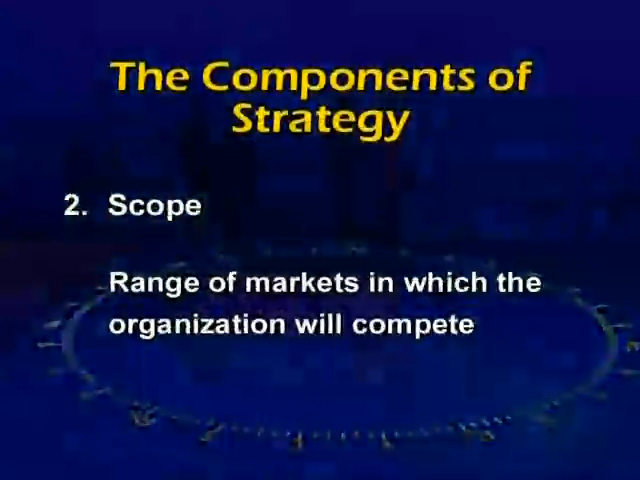 The Components of
Strategy
2. Scope
Range of markets in which the
organization will compete